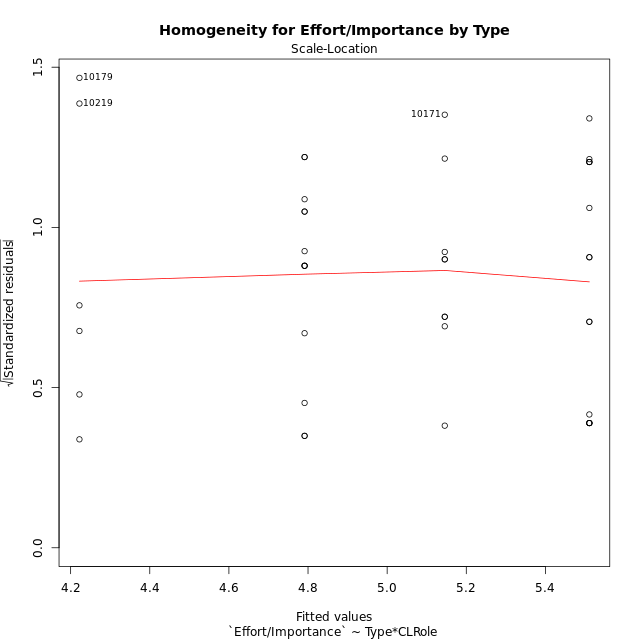 Homogeneity for Effort/Importance by Type
Scale-Location
√|Standardized residuals|
1.5
1.0
0.5
0.0
10179
10219
10171
4.2 4.4 4.6 4.8 5.0 5.2 5.4
Fitted values
`Effort/Importance` ~ Type*CLRole